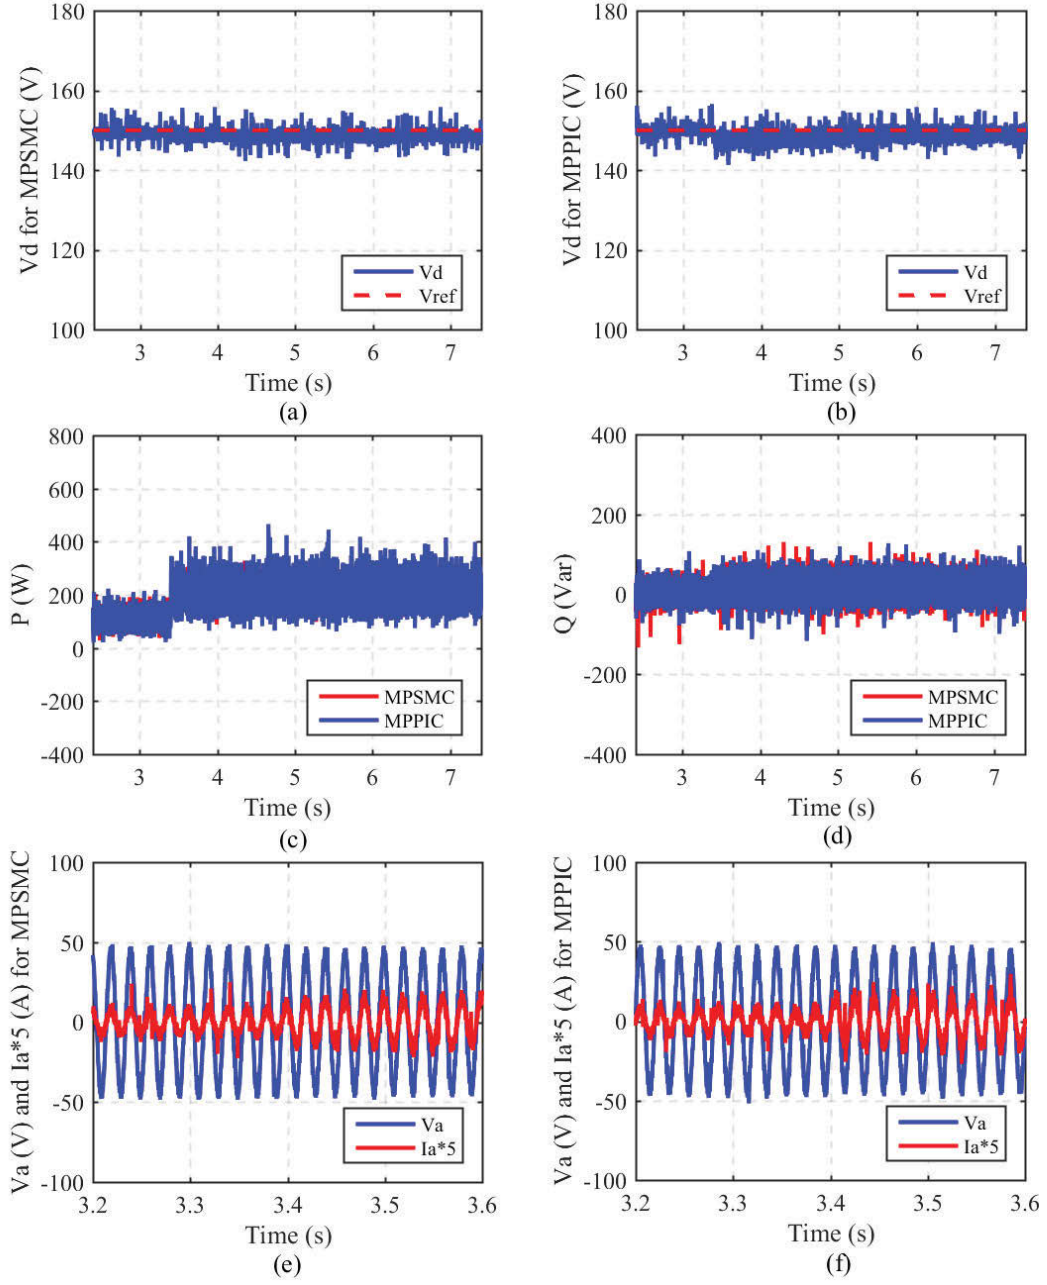 180
160
140
120
100
Vd for MPSMC (V)
Vd
Vref
3 4 5 6 7
Time (s)
(a)
180
160
140
120
100
Vd for MPPIC (V)
Vd
Vref
3 4 5 6 7
Time (s)
(b)
800
600
400
200
0
-200
-400
P (W)
MPSMC
MPPIC
3 4 5 6 7
Time (s)
(c)
400
200
0
-200
-400
Q (Var)
MPSMC
MPPIC
3 4 5 6 7
Time (s)
(d)
100
50
0
-50
-100
Va (V) and Ia*5 (A) for MPSMC
Va
Ia*5
3.2 3.3 3.4 3.5 3.6
Time (s)
(e)
100
50
0
-50
-100
Va (V) and Ia*5 (A) for MPPIC
Va
Ia*5
3.2 3.3 3.4 3.5 3.6
Time (s)
(f)